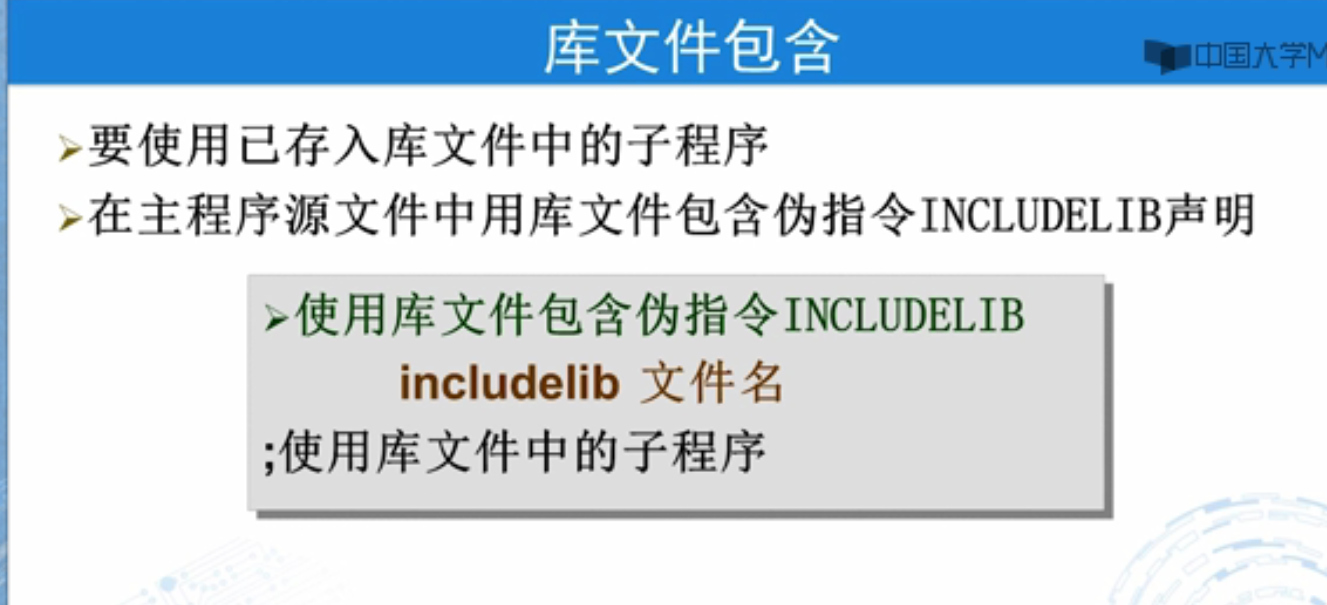 库文件包含
中国大学M
➢要使用已存入库文件中的子程序
➢在主程序源文件中用库文件包含伪指令INCLUDELIB声明
➢使用库文件包含伪指令INCLUDELIB
includelib 文件名
;使用库文件中的子程序